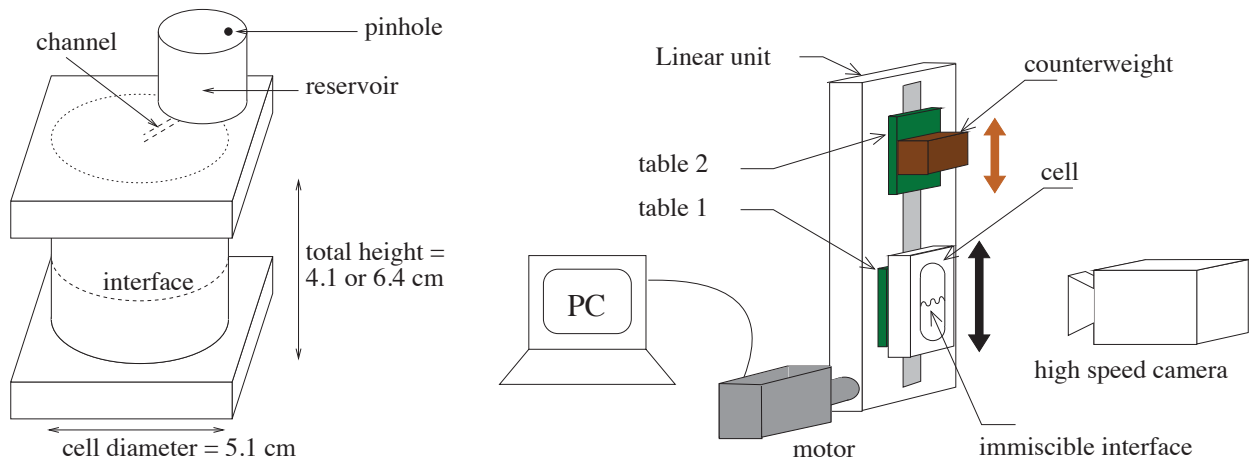 pinhole
channel
reservoir
total height =
4.1 or 6.4 cm
interface
cell diameter = 5.1 cm
Linear unit
counterweight
table 2
cell
table 1
PC
high speed camera
motor
immiscible interface